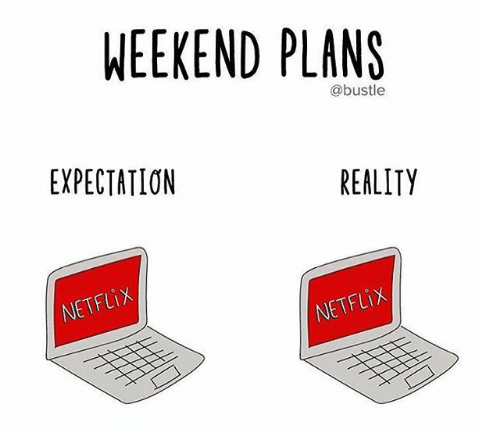 WEEKEND PLANS
@bustle
EXPECTATION
REALITY
NETFLiX
NETFLiX